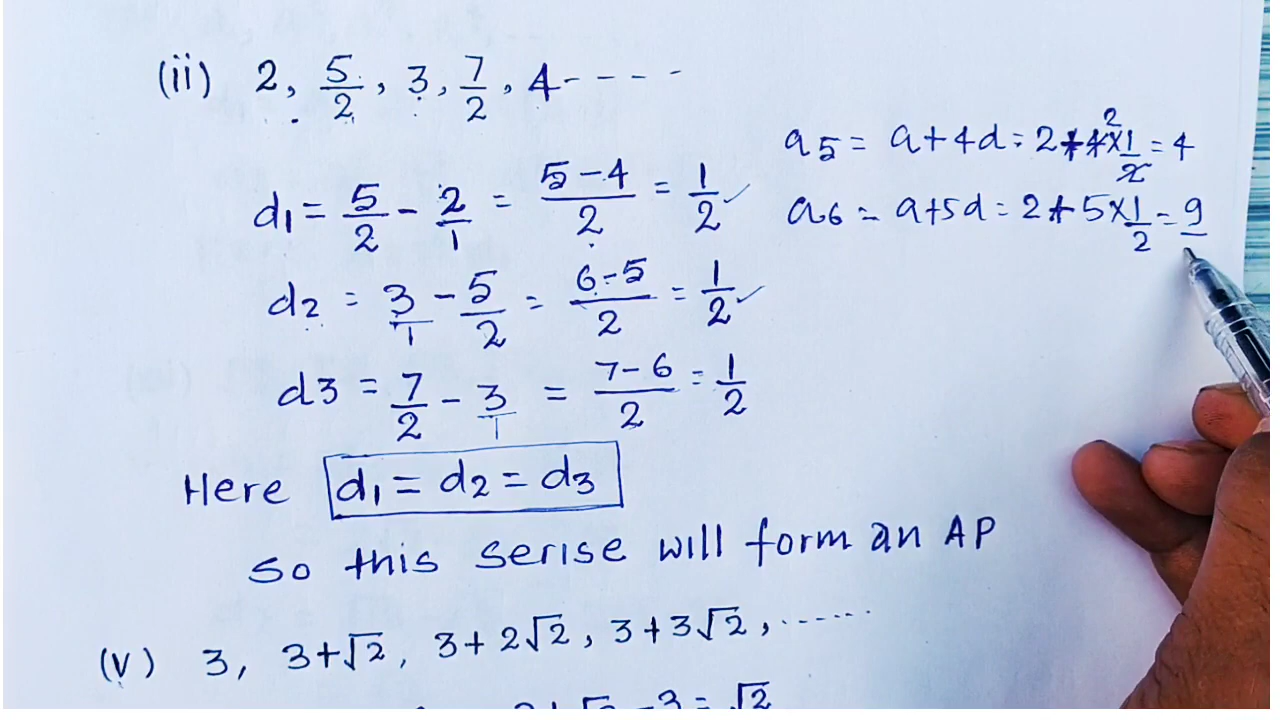 (ii) 2, 5/2, 3, 7/2, 4- - - - -
d1 = 5/2 - 2/1 = 5-4/2 = 1/2 ✓
d2 = 3/1 - 5/2 = 6-5/2 = 1/2 ✓
d3 = 7/2 - 3/1 = 7-6/2 = 1/2
Here d1 = d2 = d3
So this serise will form an AP
a5 = a+4d = 2+4×1/2 = 4
2
a6 = a+5d = 2+5×1/2 = 9/
(v) 3, 3+√2, 3+2√2, 3+3√2, ......
-3 = √2